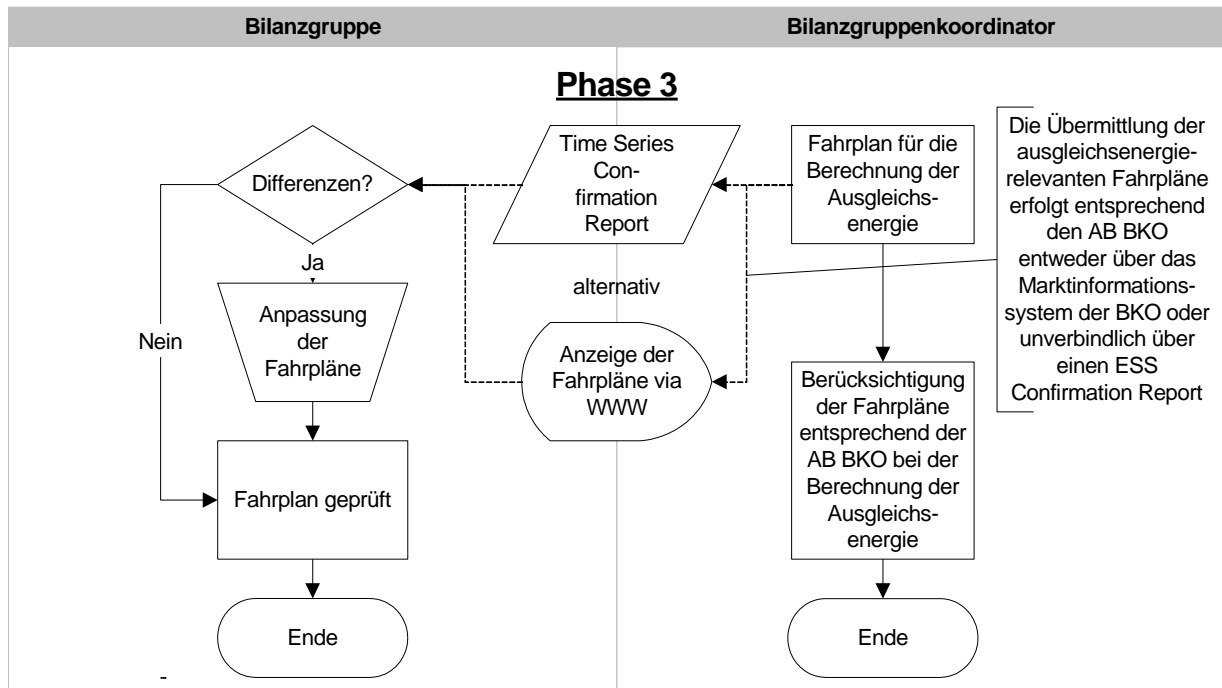 Bilanzgruppe
Bilanzgruppenkoordinator
Phase 3
Differenzen?
Ja
Nein
Anpassung
der
Fahrpläne
Fahrplan geprüft
Ende
Time Series
Con-
firmation
Report
alternativ
Anzeige der
Fahrpläne via
WWW
Fahrplan für die
Berechnung der
Ausgleichs-
energie
Berücksichtigung
der Fahrpläne
entsprechend der
AB BKO bei der
Berechnung der
Ausgleichs-
energie
Ende
Die Übermittlung der
ausgleichsenergie-
relevanten Fahrpläne
erfolgt entsprechend
den AB BKO
entweder über das
Marktinformations-
system der BKO oder
unverbindlich über
einen ESS
Confirmation Report